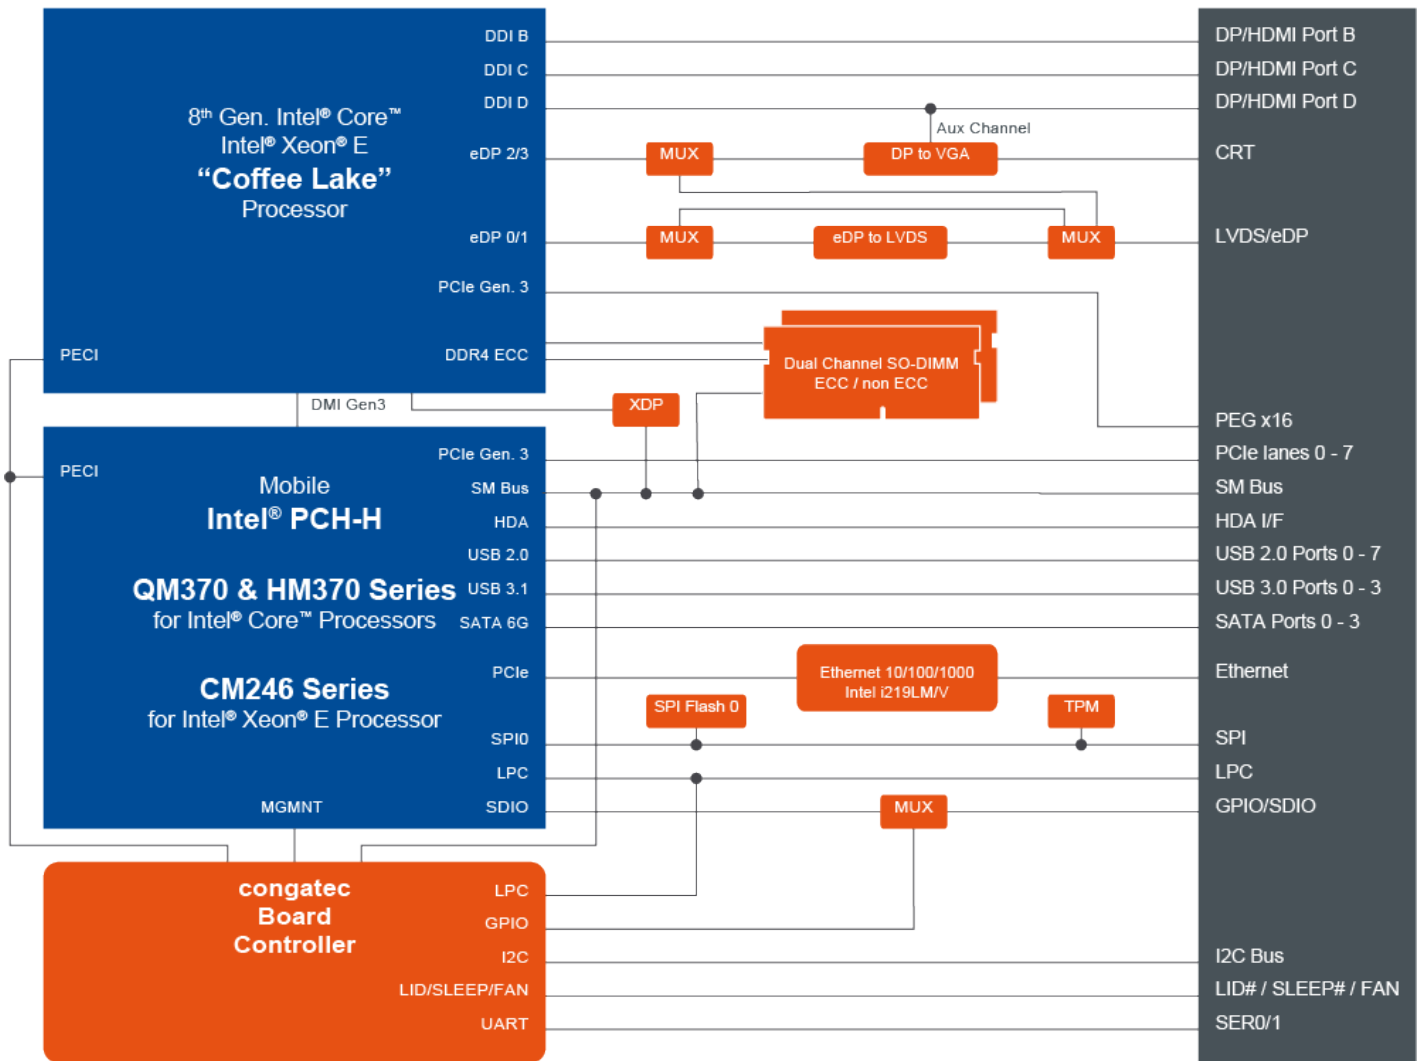 DDI B
DDI C
DDI D
8th Gen. Intel® Core™
Intel® Xeon® E
“Coffee Lake”
Processor
eDP 2/3
eDP 0/1
PCIe Gen. 3
PECI
DDR4 ECC
Aux Channel
MUX
DP to VGA
MUX
eDP to LVDS
MUX
Dual Channel SO-DIMM
ECC / non ECC
DMI Gen3
XDP
PECI
PCIe Gen. 3
SM Bus
HDA
USB 2.0
USB 3.1
SATA 6G
PCIe
SPI0
LPC
SDIO
Mobile
Intel® PCH-H
QM370 & HM370 Series
for Intel® Core™ Processors
CM246 Series
for Intel® Xeon® E Processor
MGMNT
Ethernet 10/100/1000
Intel i219LM/V
SPI Flash 0
TPM
MUX
congatec
Board
Controller
LPC
GPIO
I2C
LID/SLEEP/FAN
UART
DP/HDMI Port B
DP/HDMI Port C
DP/HDMI Port D
CRT
LVDS/eDP
PEG x16
PCIe lanes 0 - 7
SM Bus
HDA I/F
USB 2.0 Ports 0 - 7
USB 3.0 Ports 0 - 3
SATA Ports 0 - 3
Ethernet
SPI
LPC
GPIO/SDIO
I2C Bus
LID# / SLEEP# / FAN
SER0/1